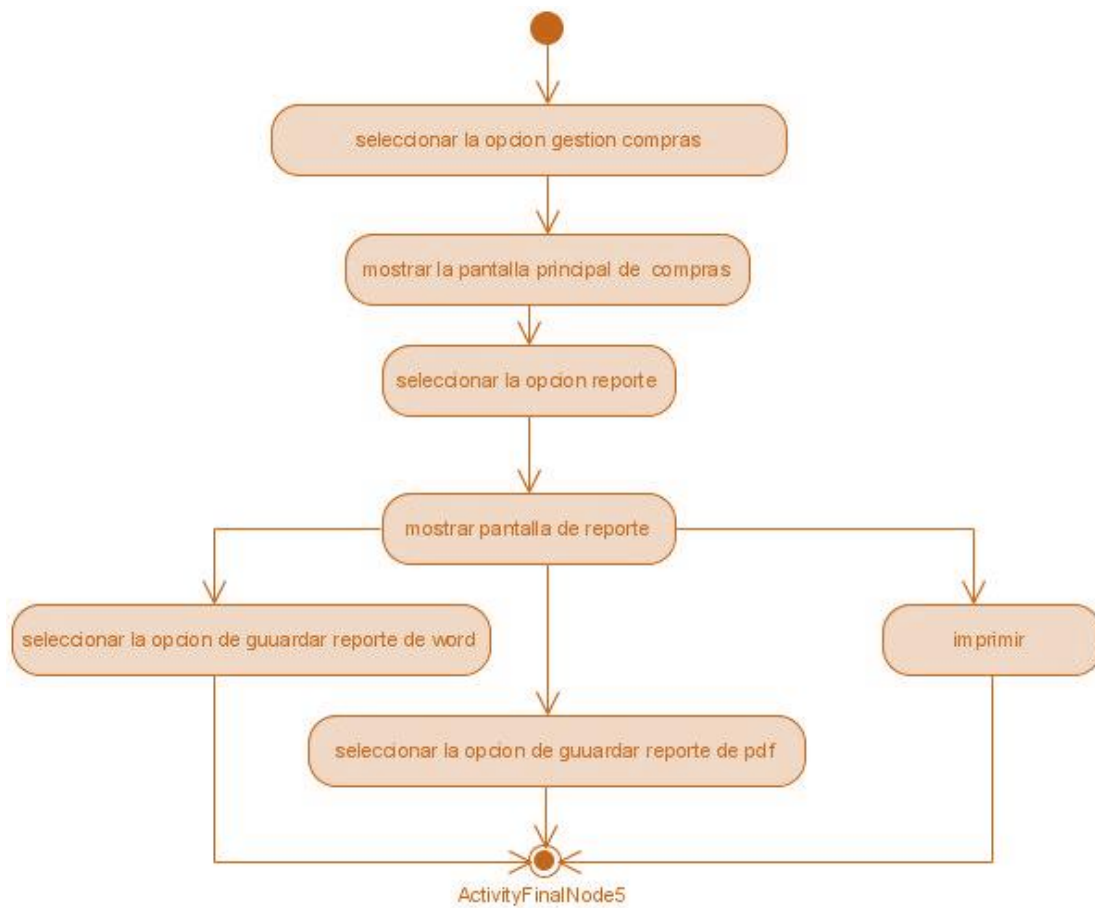 seleccionar la opcion gestion compras
mostrar la pantalla principal de compras
seleccionar la opcion reporte
mostrar pantalla de reporte
seleccionar la opcion de guuardar reporte de word
imprimir
seleccionar la opcion de guuardar reporte de pdf
ActivityFinalNode5